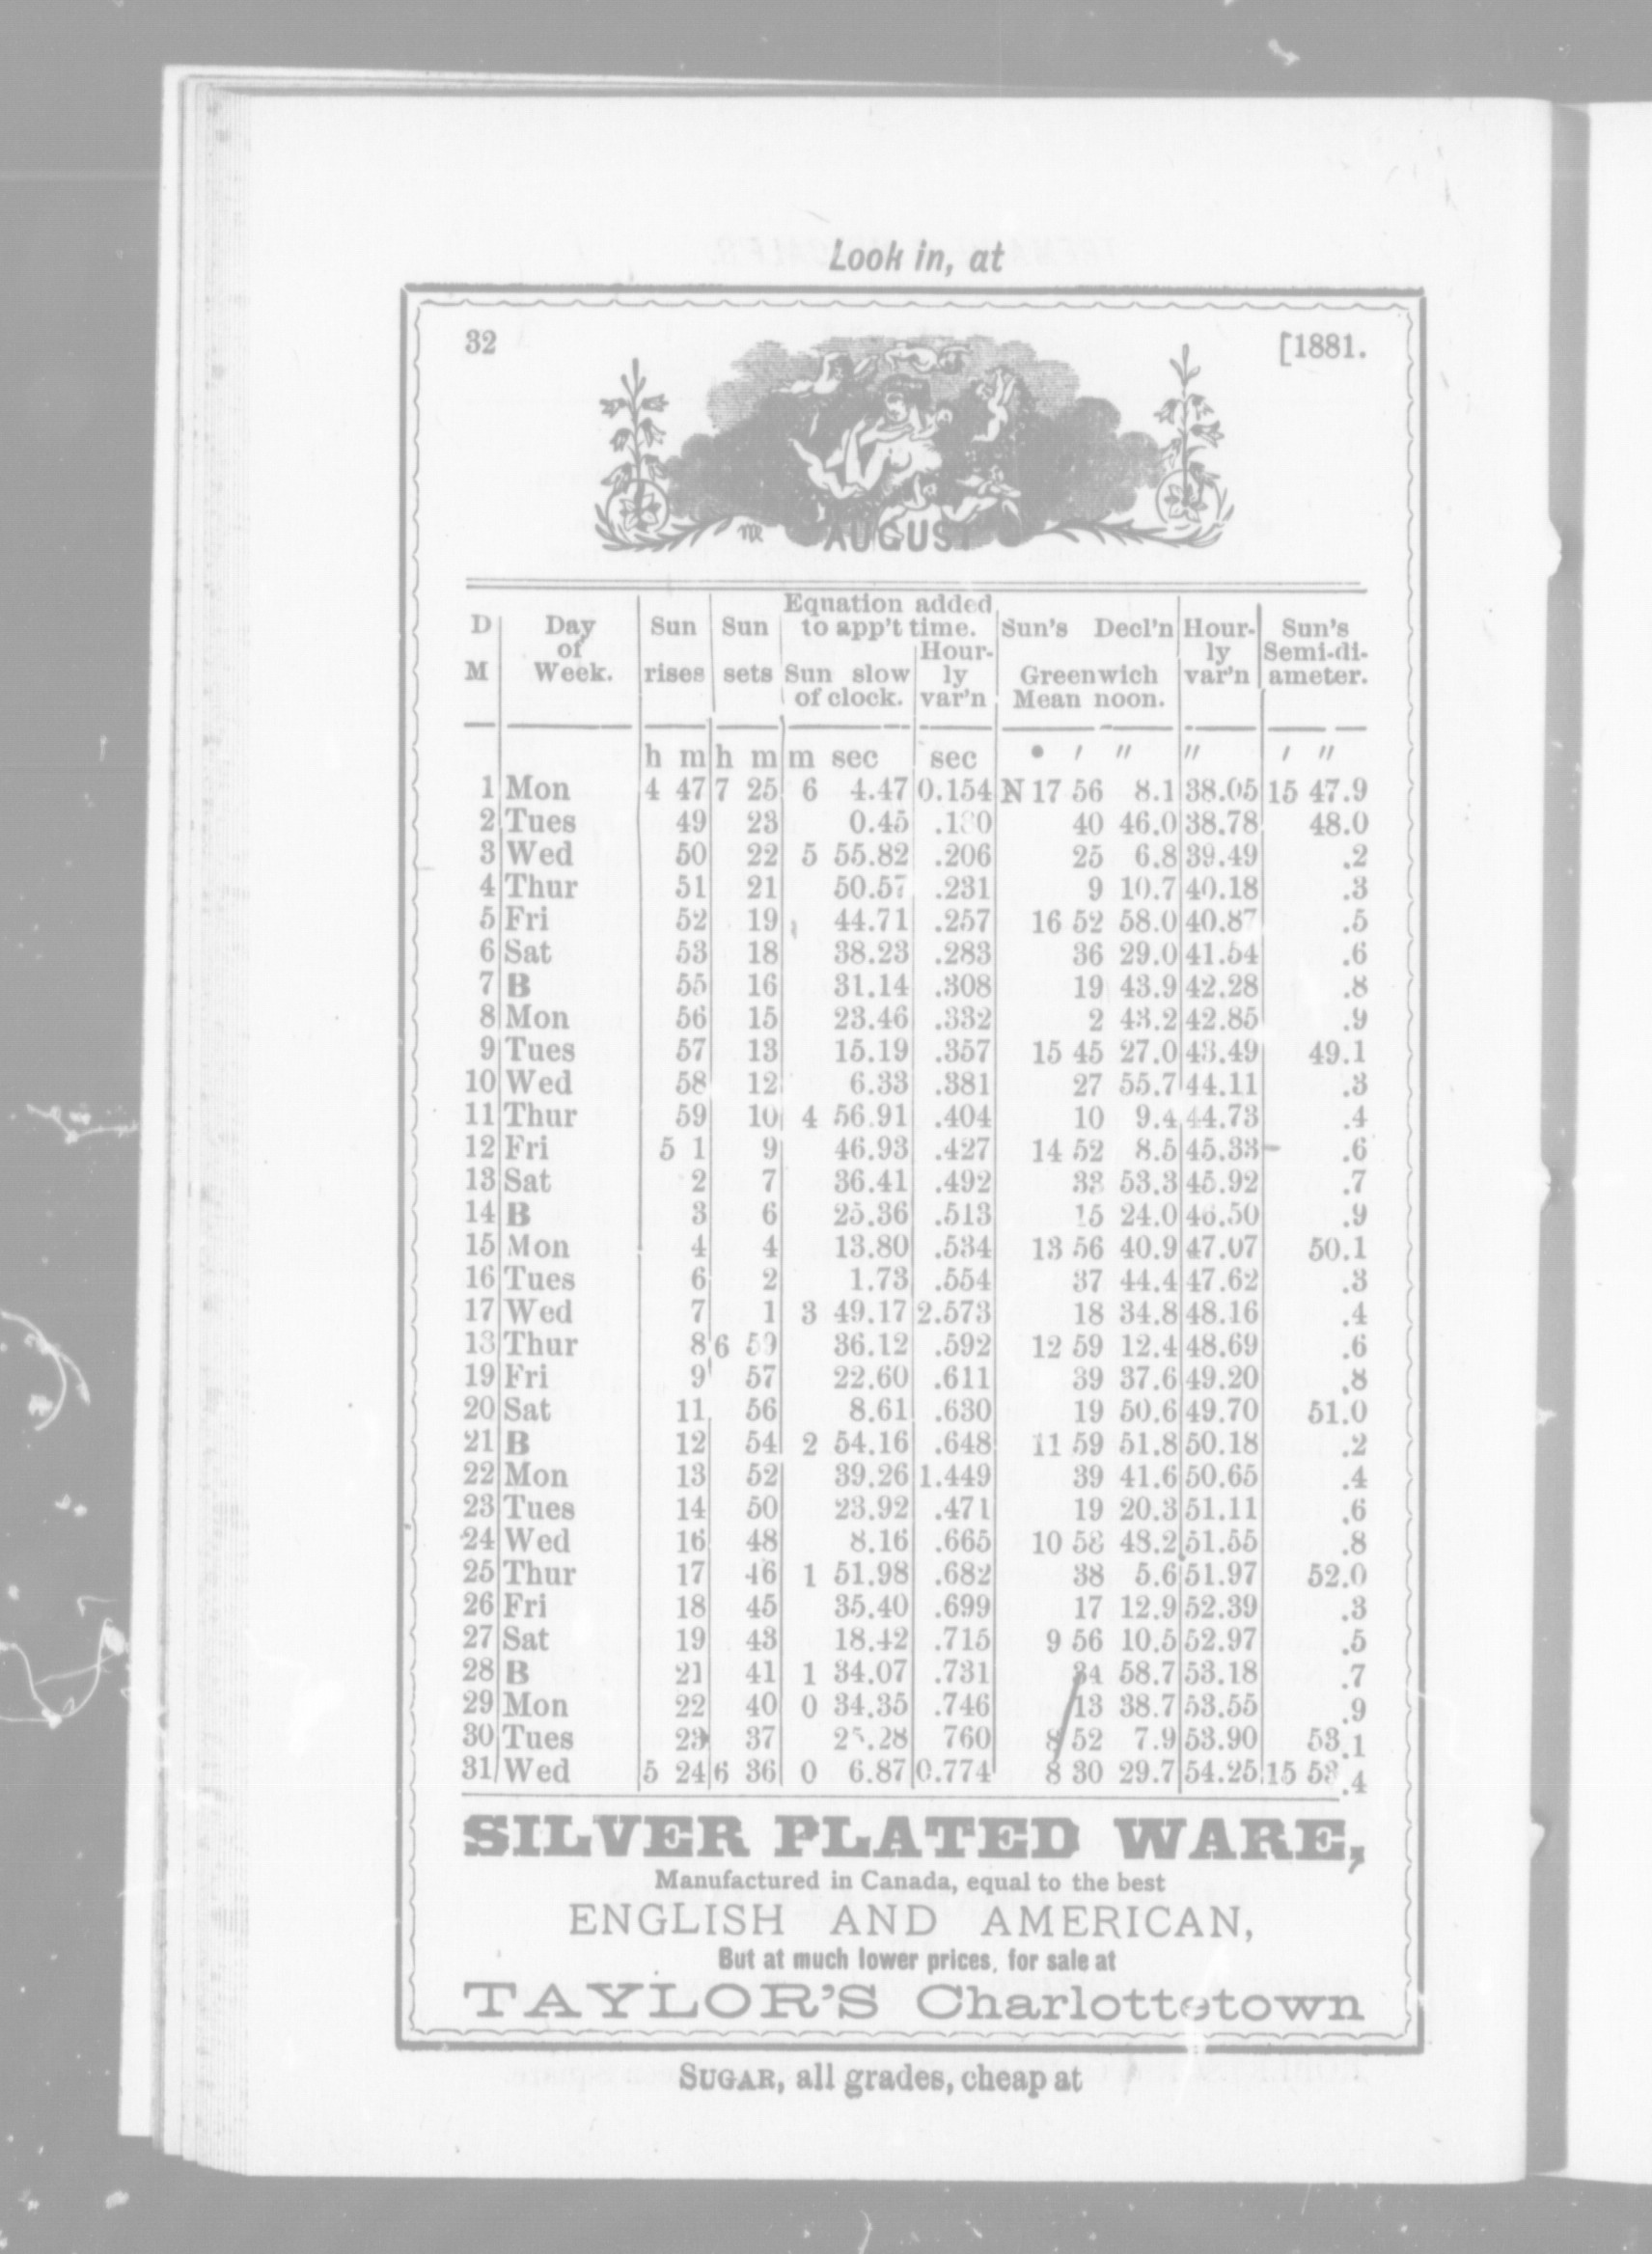 Look in, at
32 [1881.
AUGUST
D M Day of Week. Sun rises Sun sets Equation added to app't time. Sun slow of clock. Hour-ly var'n Sun's Decl'n Greenwich Mean noon. Hour-ly var'n Sun's Semi-di-ameter.
h m h m m sec sec ° ′ ″ ″ ′ ″
1 Mon 4 47 7 25 6 4.47 0.154 N 17 56 8.1 38.05 15 47.9
2 Tues 49 23 0.45 40 46.0 38.78 48.0
3 Wed 50 22 5 55.82 .206 25 6.8 39.49 .2
4 Thur 51 21 50.57 .231 9 10.7 40.18 .3
5 Fri 52 19 44.71 .257 16 52 58.0 40.87 .5
6 Sat 53 18 38.23 .283 36 29.0 41.54 .6
7 B 55 16 31.14 .308 19 43.9 42.28 .8
8 Mon 56 15 23.46 .332 2 43.2 42.85 .9
9 Tues 57 13 15.19 .357 15 45 27.0 43.49 49.1
10 Wed 58 12 6.33 .381 27 55.7 44.11 .3
11 Thur 59 10 4 56.91 .404 10 9.4 44.73 .4
12 Fri 5 1 9 46.93 .427 14 52 8.5 45.33 .6
13 Sat 2 7 36.41 .492 33 53.3 45.92 .7
14 B 3 6 25.36 .513 15 24.0 46.50 .9
15 Mon 4 4 13.80 .534 13 56 40.9 47.07 50.1
16 Tues 6 2 1.73 .554 37 44.4 47.62 .3
17 Wed 7 1 3 49.17 2.573 18 34.8 48.16 .4
18 Thur 8 6 59 36.12 .592 12 59 12.4 48.69 .6
19 Fri 9 57 22.60 .611 39 37.6 49.20 .8
20 Sat 11 56 8.61 .630 19 50.6 49.70 51.0
21 B 12 54 2 54.16 .648 11 59 51.8 50.18 .2
22 Mon 13 52 39.26 1.449 39 41.6 50.65 .4
23 Tues 14 50 23.92 .471 19 20.3 51.11 .6
24 Wed 16 48 8.16 .665 10 58 48.2 51.55 .8
25 Thur 17 46 1 51.98 .682 38 5.6 51.97 52.0
26 Fri 18 45 35.40 .699 17 12.9 52.39 .3
27 Sat 19 43 18.42 .715 9 56 10.5 52.97 .5
28 B 21 41 1 34.07 .731 34 58.7 53.18 .7
29 Mon 22 40 0 34.35 .746 13 38.7 53.55 .9
30 Tues 23 37 760 8 52 7.9 53.90 53.1
31 Wed 5 24 6 36 0 6.87 0.774 8 30 29.7 54.25 15 53.4
SILVER PLATED WARE,
Manufactured in Canada, equal to the best
ENGLISH AND AMERICAN,
But at much lower prices, for sale at
TAYLOR'S Charlottetown
SUGAR, all grades, cheap at